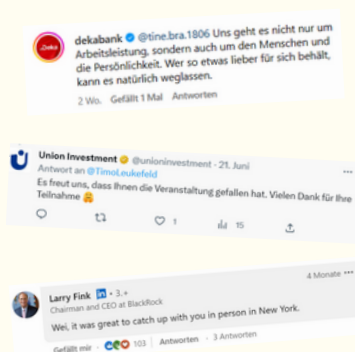 Deka
dekabank @tine.bra.1806 Uns geht es nicht nur um
Arbeitsleistung, sondern auch um den Menschen und
die Persönlichkeit. Wer so etwas lieber für sich behält,
kann es natürlich weglassen.
2 Wo. Gefällt 1 Mal Antworten
Union Investment @unioninvestment · 21. Juni
Antwort an @TimoLeukefeld
Es freut uns, dass Ihnen die Veranstaltung gefallen hat. Vielen Dank für Ihre
Teilnahme 🤗
1 15
4 Monate •••
Larry Fink in · 3.+
Chairman and CEO at BlackRock
Wei, it was great to catch up with you in person in New York.
Gefällt mir · 103 | Antworten · 3 Antworten